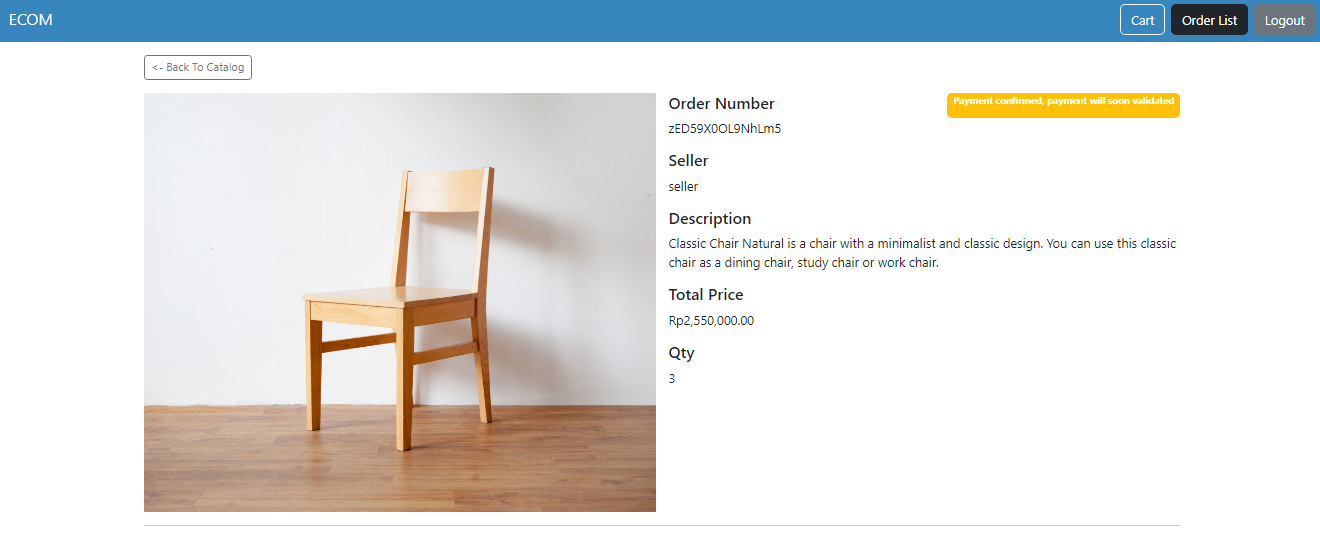 ECOM
Cart
Order List
Logout
<- Back To Catalog
Order Number
Payment confirmed, payment will soon validated
zED59X0OL9NhLm5
Seller
seller
Description
Classic Chair Natural is a chair with a minimalist and classic design. You can use this classic
chair as a dining chair, study chair or work chair.
Total Price
Rp2,550,000.00
Qty
3